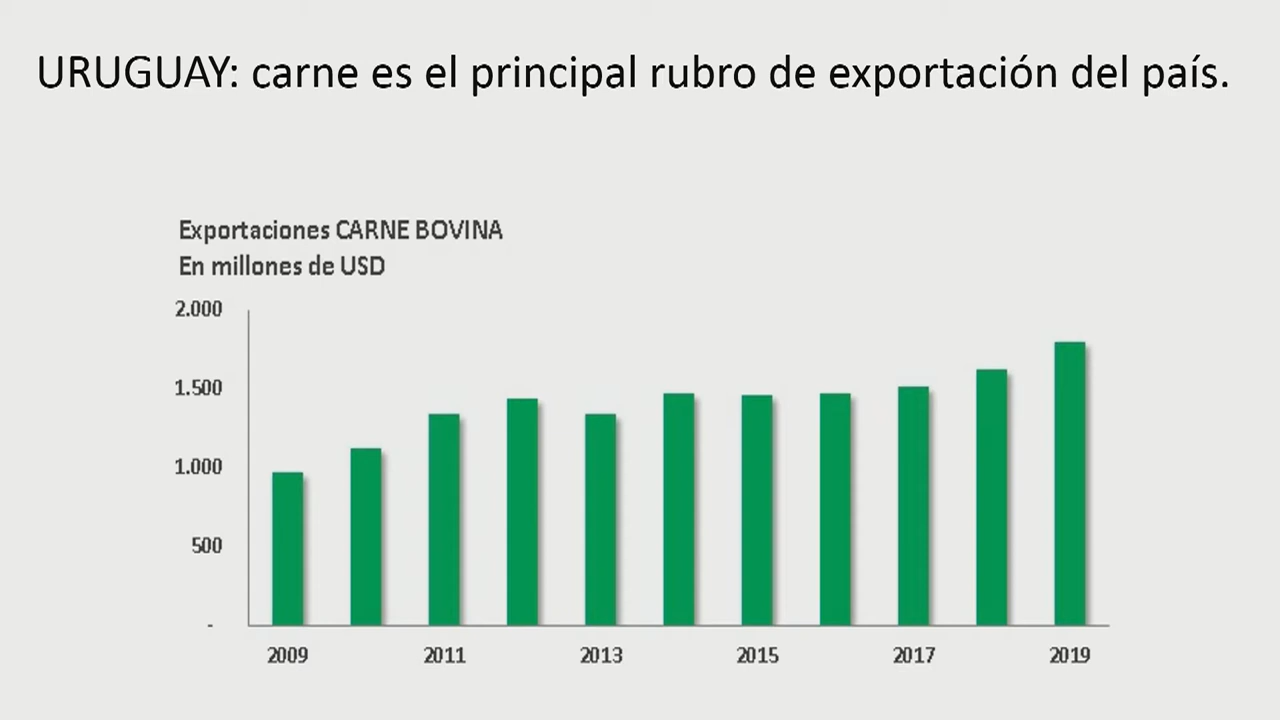 URUGUAY: carne es el principal rubro de exportación del país.
Exportaciones CARNE BOVINA
En millones de USD
2.000
1.500
1.000
500
-
2009 2011 2013 2015 2017 2019